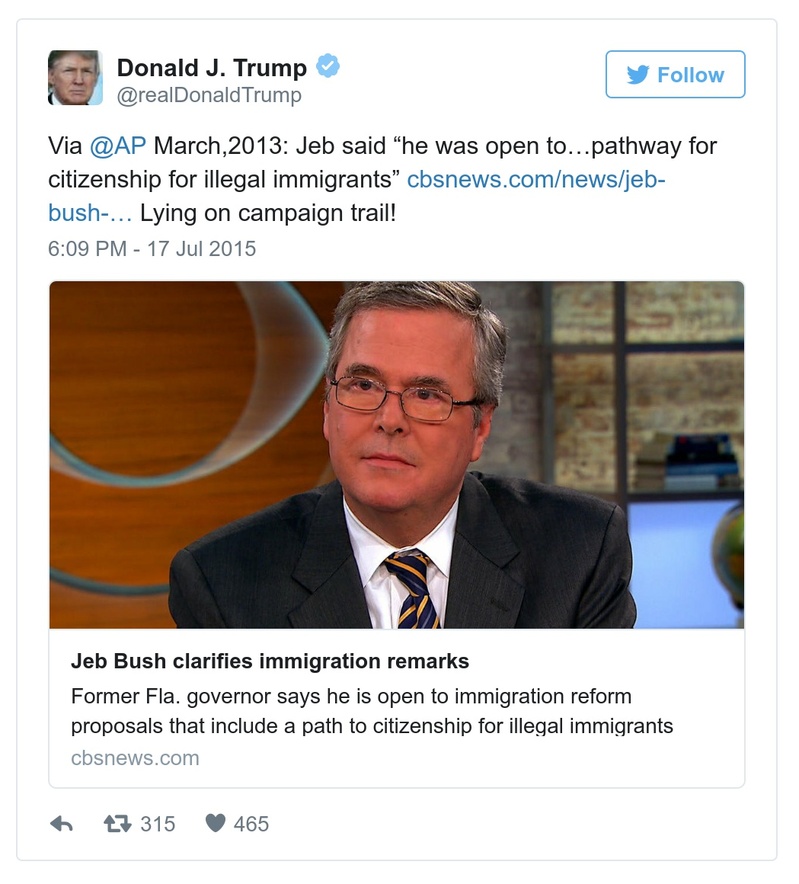 Donald J. Trump
Follow
@realDonaldTrump
Via @AP March,2013: Jeb said “he was open to…pathway for
citizenship for illegal immigrants” cbsnews.com/news/jeb-
bush-… Lying on campaign trail!
6:09 PM - 17 Jul 2015
Jeb Bush clarifies immigration remarks
Former Fla. governor says he is open to immigration reform
proposals that include a path to citizenship for illegal immigrants
cbsnews.com
315 465